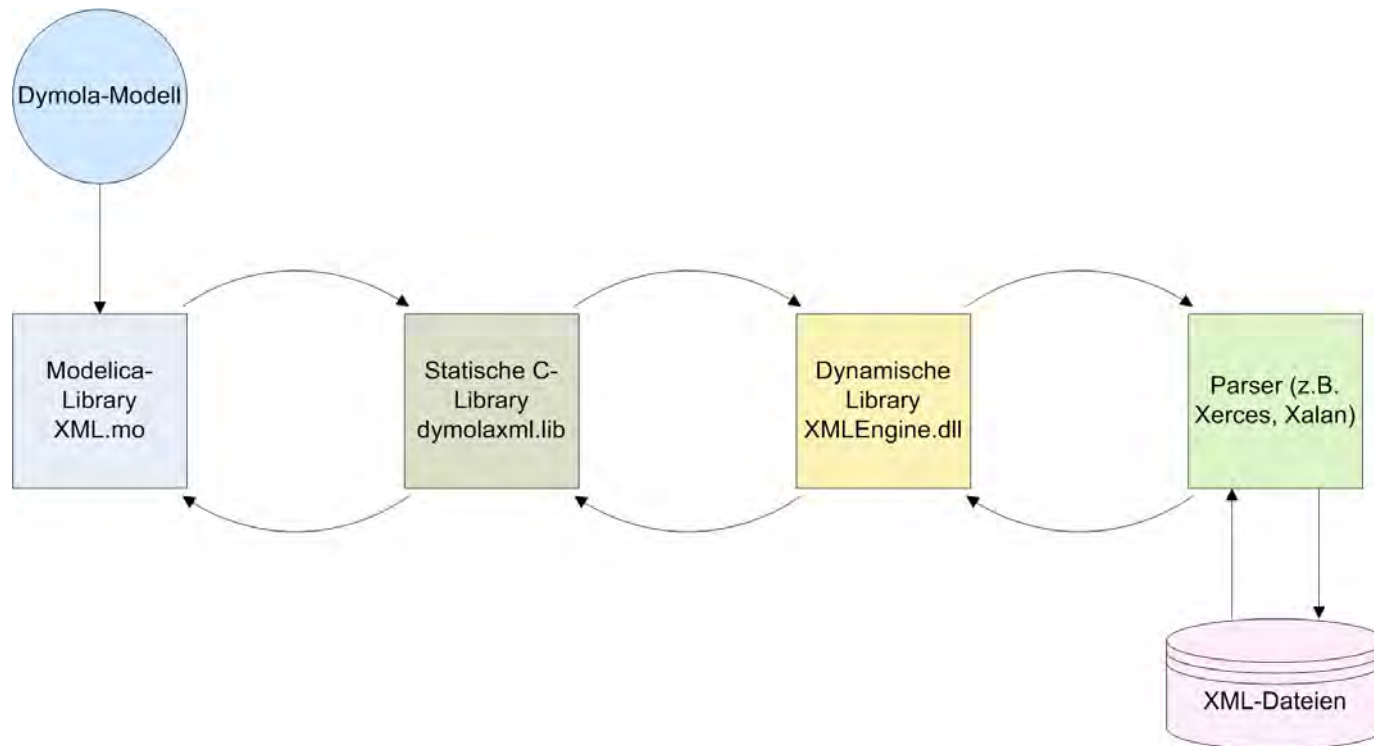 Dymola-Modell
Modelica-
Library
XML.mo
Statische C-
Library
dymolaxml.lib
Dynamische
Library
XMLEngine.dll
Parser (z.B.
Xerces, Xalan)
XML-Dateien